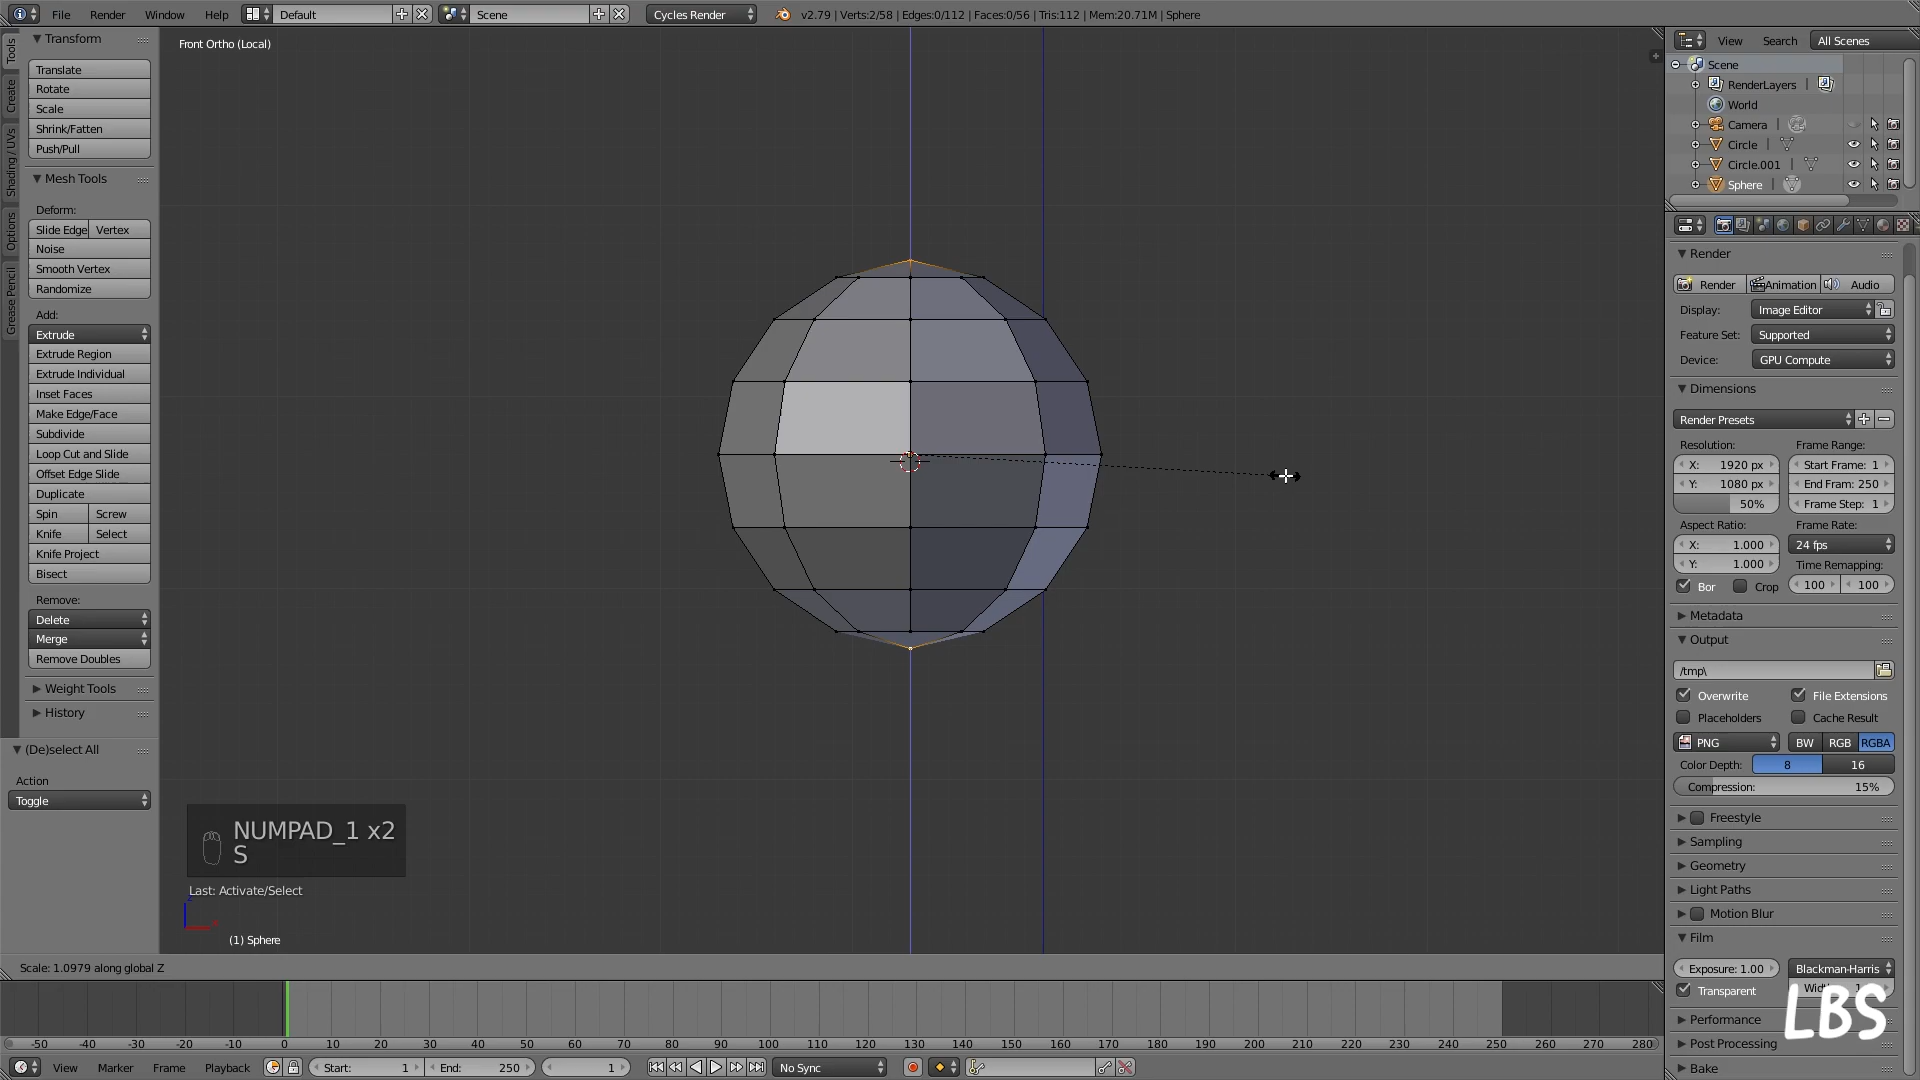 File Render Window Help Default Scene Cycles Render v2.79 | Verts:2/58 | Edges:0/112 | Faces:0/56 | Tris:112 | Mem:20.71M | Sphere
Front Ortho (Local)
Tools
Create
Shading / UVs
Options
Grease Pencil
Transform
Translate
Rotate
Scale
Shrink/Fatten
Push/Pull
Mesh Tools
Deform:
Slide Edge Vertex
Noise
Smooth Vertex
Randomize
Add:
Extrude
Extrude Region
Extrude Individual
Inset Faces
Make Edge/Face
Subdivide
Loop Cut and Slide
Offset Edge Slide
Duplicate
Spin Screw
Knife Select
Knife Project
Bisect
Remove:
Delete
Merge
Remove Doubles
Weight Tools
History
(De)select All
Action
Toggle
NUMPAD_1 x2
S
Last: Activate/Select
(1) Sphere
Scale: 1.0979 along global Z
-50 -40 -30 -20 -10 0 10 20 30 40 50 60 70 80 90 100 110 120 130 140 150 160 170 180 190 200 210 220 230 240 250 260 270 280
View Marker Frame Playback Start: 1 End: 250 1 No Sync
View Search All Scenes
Scene
RenderLayers |
World
Camera |
Circle |
Circle.001 |
Sphere |
Render
Render Animation Audio
Display: Image Editor
Feature Set: Supported
Device: GPU Compute
Dimensions
Render Presets
Resolution: Frame Range:
X: 1920 px Start Frame: 1
Y: 1080 px End Fram: 250
50% Frame Step: 1
Aspect Ratio: Frame Rate:
X: 1.000 24 fps
Y: 1.000 Time Remapping:
Bor Crop 100 100
Metadata
Output
/tmp\
Overwrite File Extensions
Placeholders Cache Result
PNG BW RGB RGBA
Color Depth: 8 16
Compression: 15%
Freestyle
Sampling
Geometry
Light Paths
Motion Blur
Film
Exposure: 1.00 Blackman-Harris
Transparent
LBS
Performance
Post Processing
Bake